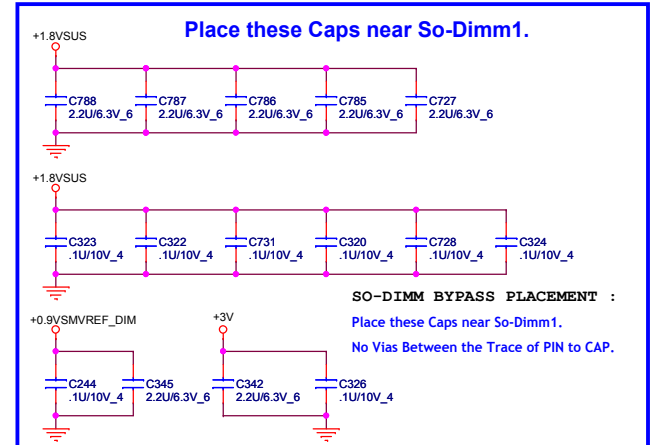 Place these Caps near So-Dimm1.
+1.8VSUS
C788
2.2U/6.3V_6
C787
2.2U/6.3V_6
C786
2.2U/6.3V_6
C785
2.2U/6.3V_6
C727
2.2U/6.3V_6
+1.8VSUS
C323
.1U/10V_4
C322
.1U/10V_4
C731
.1U/10V_4
C320
.1U/10V_4
C728
.1U/10V_4
C324
.1U/10V_4
SO-DIMM BYPASS PLACEMENT :
Place these Caps near So-Dimm1.
No Vias Between the Trace of PIN to CAP.
+0.9VSMVREF_DIM
C244
.1U/10V_4
C345
2.2U/6.3V_6
+3V
C342
2.2U/6.3V_6
C326
.1U/10V_4